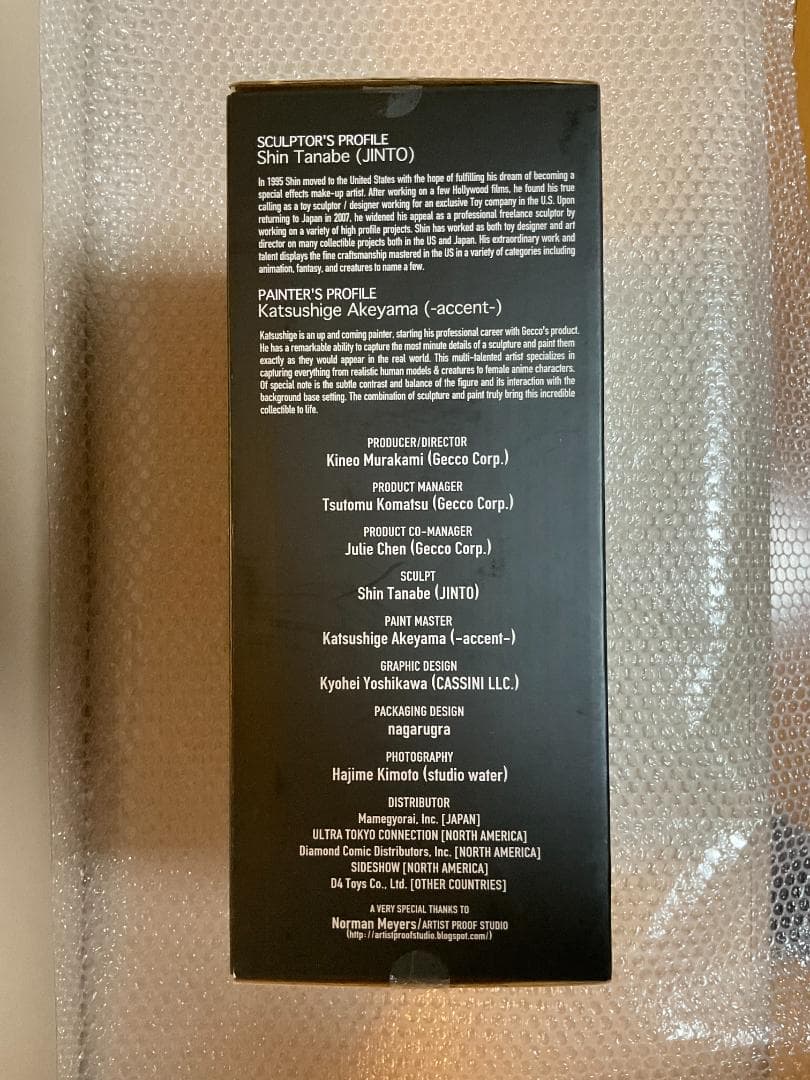 SCULPTOR'S PROFILE
Shin Tanabe (JINTO)
In 1995 Shin moved to the United States with the hope of fulfilling his dream of becoming a
special effects make-up artist. After working on a few Hollywood films, he found his true
calling as a toy sculptor / designer working for an exclusive Toy company in the U.S. Upon
returning to Japan in 2007, he widened his appeal as a professional freelance sculptor by
working on a variety of high profile projects. Shin has worked as both toy designer and art
director on many collectible projects both in the US and Japan. His extraordinary work and
talent displays the fine craftsmanship mastered in the US in a variety of categories including
animation, fantasy, and creatures to name a few.
PAINTER'S PROFILE
Katsushige Akeyama (-accent-)
Katsushige is an up and coming painter, starting his professional career with Gecco's product.
He has a remarkable ability to capture the most minute details of a sculpture and paint them
exactly as they would appear in the real world. This multi-talented artist specializes in
capturing everything from realistic human models & creatures to female anime characters.
Of special note is the subtle contrast and balance of the figure and its interaction with the
background base setting. The combination of sculpture and paint truly bring this incredible
collectible to life.
PRODUCER/DIRECTOR
Kineo Murakami (Gecco Corp.)
PRODUCT MANAGER
Tsutomu Komatsu (Gecco Corp.)
PRODUCT CO-MANAGER
Julie Chen (Gecco Corp.)
SCULPT
Shin Tanabe (JINTO)
PAINT MASTER
Katsushige Akeyama (-accent-)
GRAPHIC DESIGN
Kyohei Yoshikawa (CASSINI LLC.)
PACKAGING DESIGN
nagarugra
PHOTOGRAPHY
Hajime Kimoto (studio water)
DISTRIBUTOR
Mamegyorai, Inc. [JAPAN]
ULTRA TOKYO CONNECTION [NORTH AMERICA]
Diamond Comic Distributors, Inc. [NORTH AMERICA]
SIDESHOW [NORTH AMERICA]
D4 Toys Co., Ltd. [OTHER COUNTRIES]
A VERY SPECIAL THANKS TO
Norman Meyers/ARTIST PROOF STUDIO
(http://artistproofstudio.blogspot.com/)